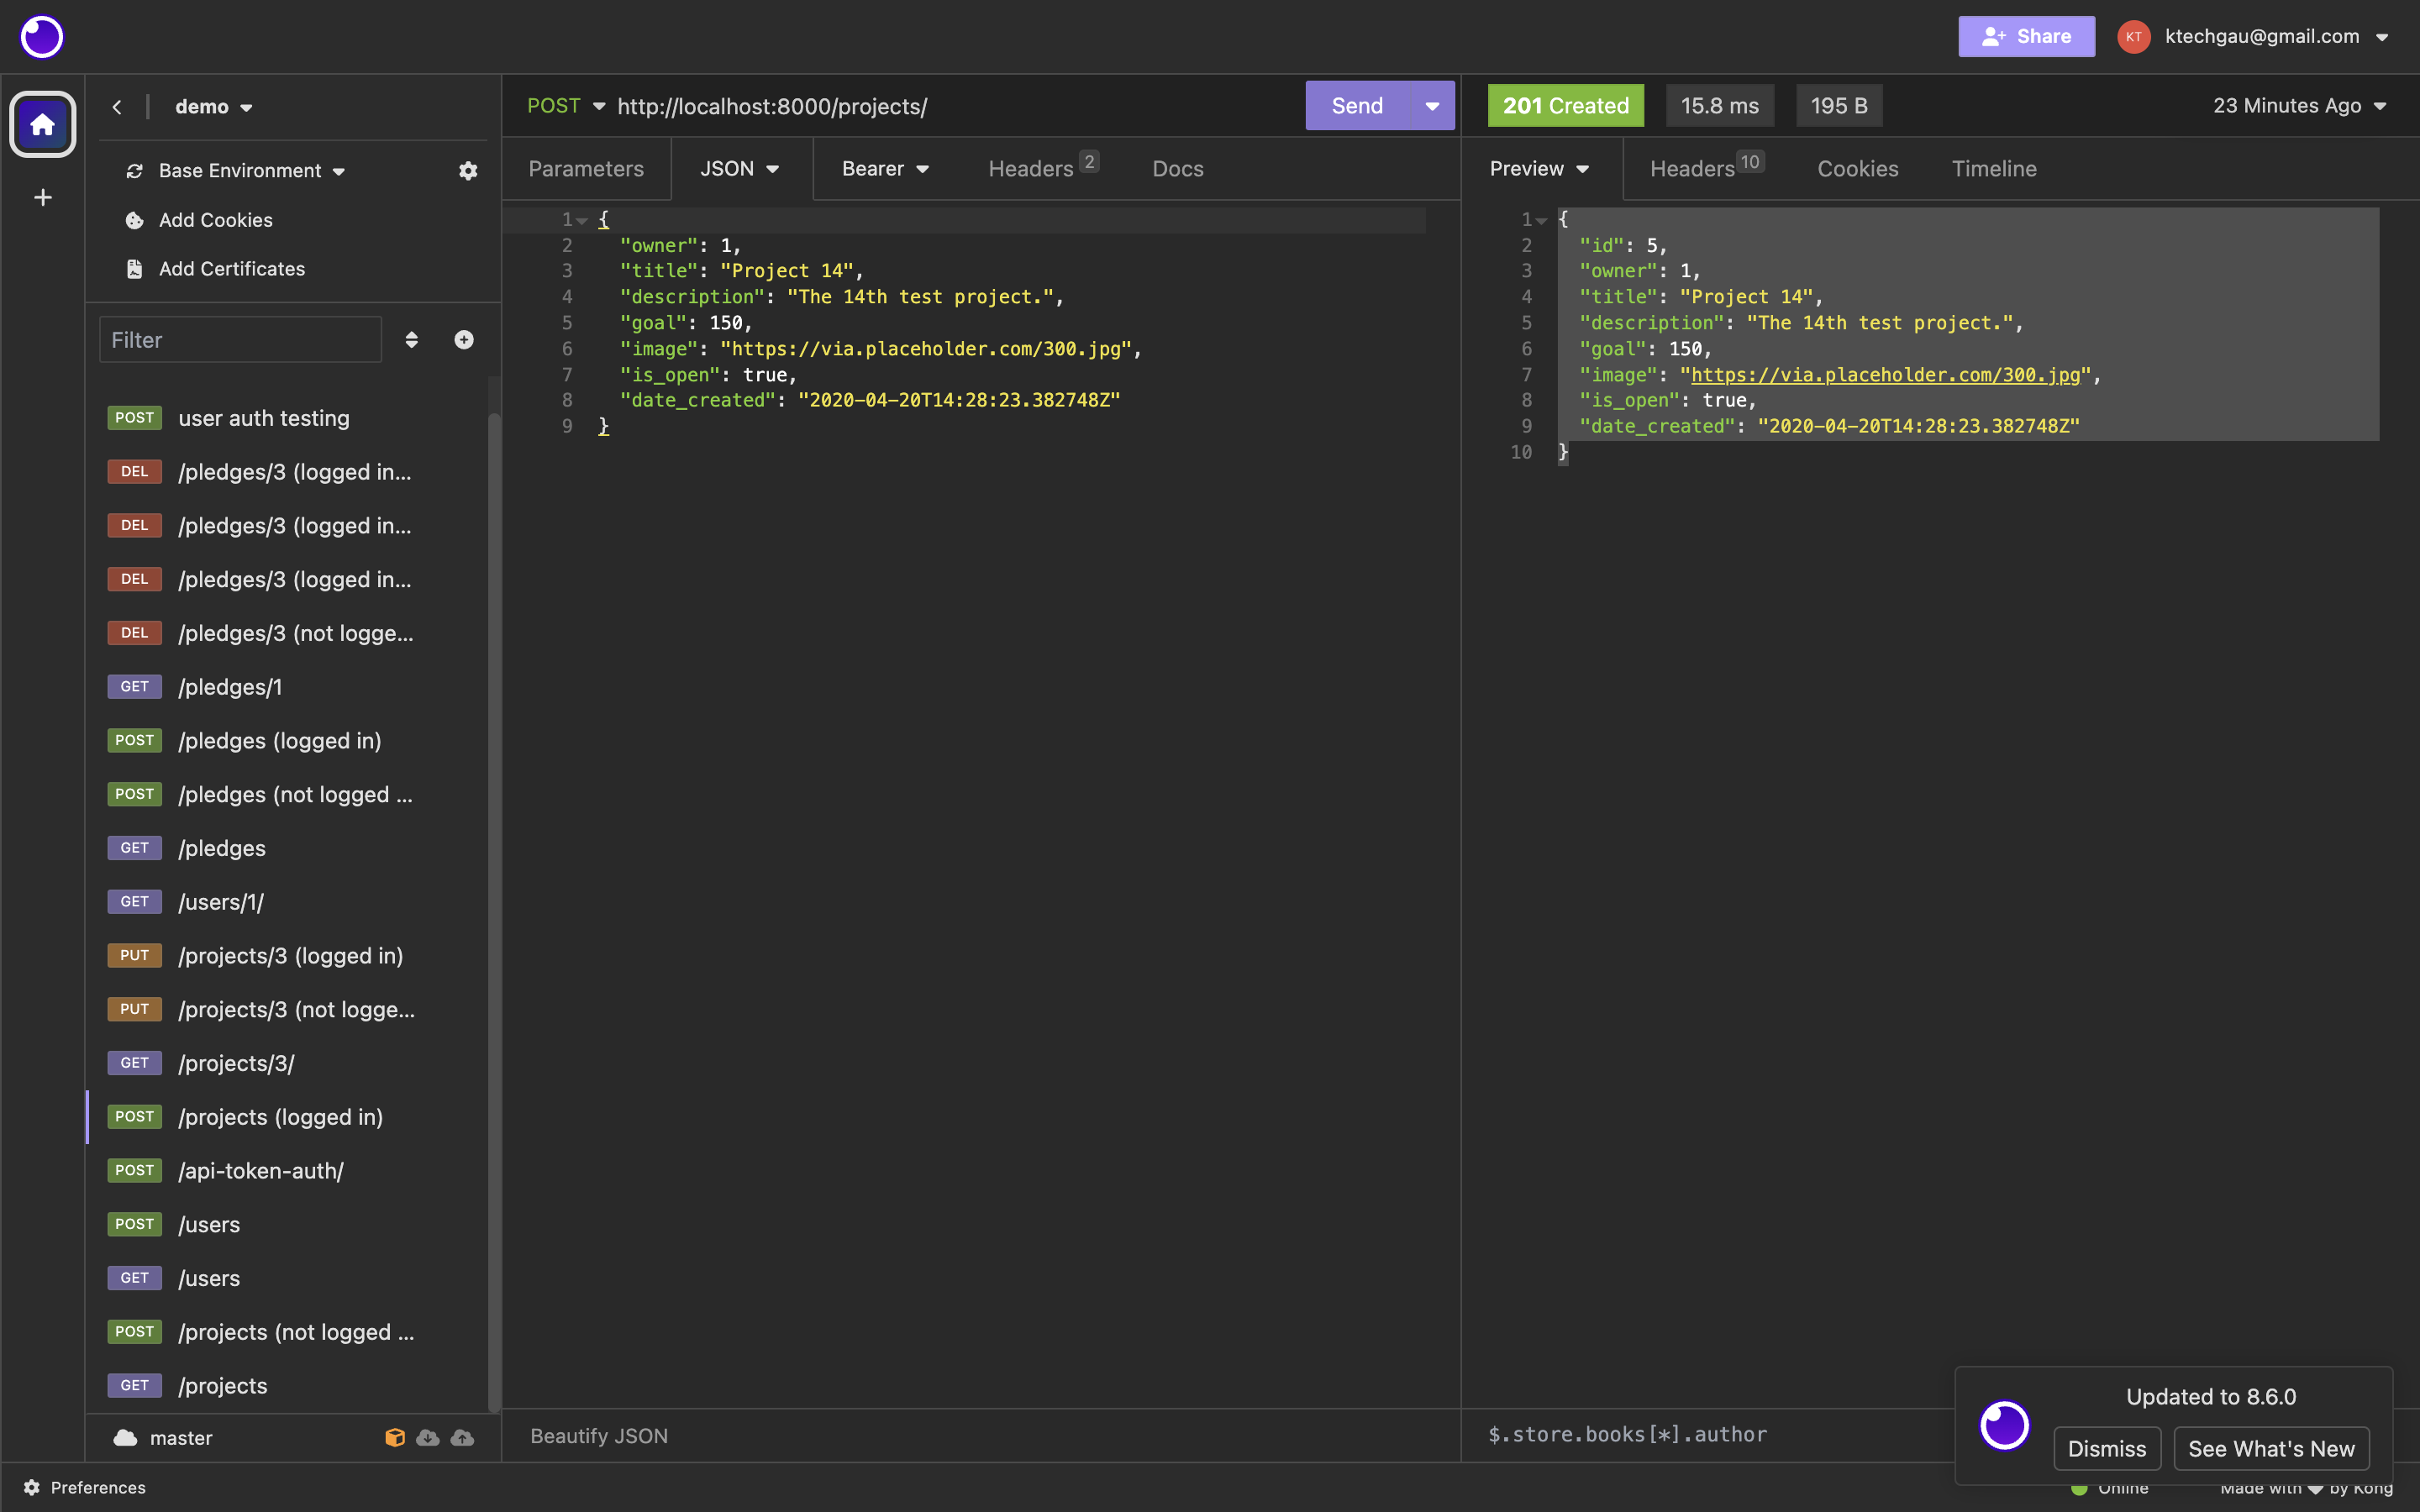 Share
KT
ktechgau@gmail.com
demo
Base Environment
Add Cookies
Add Certificates
Filter
POST user auth testing
DEL /pledges/3 (logged in...
DEL /pledges/3 (logged in...
DEL /pledges/3 (logged in...
DEL /pledges/3 (not logge...
GET /pledges/1
POST /pledges (logged in)
POST /pledges (not logged ...
GET /pledges
GET /users/1/
PUT /projects/3 (logged in)
PUT /projects/3 (not logge...
GET /projects/3/
POST /projects (logged in)
POST /api-token-auth/
POST /users
GET /users
POST /projects (not logged ...
GET /projects
master
Preferences
POST http://localhost:8000/projects/ Send
Parameters JSON Bearer Headers 2 Docs
1 {
2 "owner": 1,
3 "title": "Project 14",
4 "description": "The 14th test project.",
5 "goal": 150,
6 "image": "https://via.placeholder.com/300.jpg",
7 "is_open": true,
8 "date_created": "2020-04-20T14:28:23.382748Z"
9 }
Beautify JSON
201 Created 15.8 ms 195 B 23 Minutes Ago
Preview Headers 10 Cookies Timeline
1 {
2 "id": 5,
3 "owner": 1,
4 "title": "Project 14",
5 "description": "The 14th test project.",
6 "goal": 150,
7 "image": "https://via.placeholder.com/300.jpg",
8 "is_open": true,
9 "date_created": "2020-04-20T14:28:23.382748Z"
10 }
$.store.books[*].author
Updated to 8.6.0
Dismiss See What's New
Online Made with by Kong